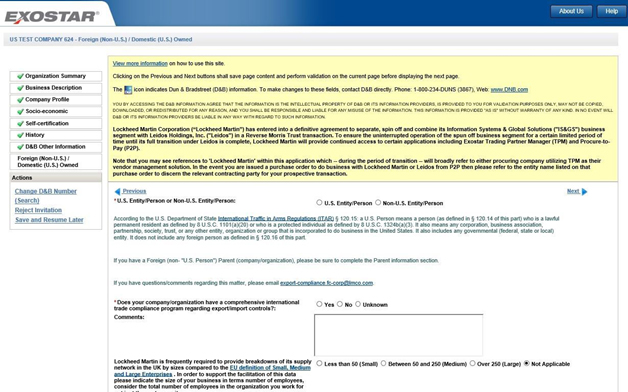 EXOSTAR
About Us
Help
US TEST COMPANY 624 - Foreign (Non-U.S.) / Domestic (U.S.) Owned
Organization Summary
Business Description
Company Profile
Socio-economic
Self-certification
History
D&B Other Information
Foreign (Non-U.S.) /
Domestic (U.S.) Owned
Actions
Change D&B Number
(Search)
Reject Invitation
Save and Resume Later
View more information on how to use this site.
Clicking on the Previous and Next buttons shall save page content and perform validation on the current page before displaying the next page.
The icon indicates Dun & Bradstreet (D&B) information. To make changes to these fields, contact D&B directly. Phone: 1-800-234-DUNS (3867), Web: www.DNB.com
BY ACCESSING THE D&B INFORMATION AGREE THAT THE INFORMATION IS THE INTELLECTUAL PROPERTY OF D&B OR ITS INFORMATION PROVIDERS, IS PROVIDED TO YOU FOR VALIDATION PURPOSES ONLY, MAY NOT BE COPIED,
DOWNLOADED, OR REDISTRIBUTED FOR ANY REASON, AND YOU SHALL BE RESPONSIBLE AND LIABLE FOR ANY MISUSE OF THE INFORMATION. THIS INFORMATION IS PROVIDED "AS IS" WITHOUT WARRANTY OF ANY KIND. IN NO EVENT WILL
D&B OR ITS INFORMATION PROVIDERS BE LIABLE IN ANY WAY WITH REGARD TO SUCH INFORMATION.
Lockheed Martin Corporation ("Lockheed Martin") has entered into a definitive agreement to separate, spin off and combine its Information Systems & Global Solutions ("IS&GS") business
segment with Leidos Holdings, Inc. ("Leidos") in a Reverse Morris Trust transaction. To ensure the uninterrupted operation of the spun off business segment for a certain limited period of
time until its full transition under Leidos is complete, Lockheed Martin will provide continued access to certain applications including Exostar Trading Partner Manager (TPM) and Procure-to-
Pay (P2P).
Note that you may see references to 'Lockheed Martin' within this application which – during the period of transition – will broadly refer to either procuring company utilizing TPM as their
vendor management solution. In the event you are issued a purchase order to do business with Lockheed Martin or Leidos from P2P then please refer to the entity name listed on that
purchase order to discern the relevant contracting party for your prospective transaction.
Previous
Next
*U.S. Entity/Person or Non-U.S. Entity/Person:
U.S. Entity/Person Non-U.S. Entity/Person
According to the U.S. Department of State International Traffic in Arms Regulations (ITAR) § 120.15: a U.S. Person means a person (as defined in § 120.14 of this part) who is a lawful
permanent resident as defined by 8 U.S.C. 1101(a)(20) or who is a protected individual as defined by 8 U.S.C. 1324b(a)(3). It also means any corporation, business association,
partnership, society, trust, or any other entity, organization or group that is incorporated to do business in the United States. It also includes any governmental (federal, state or local)
entity. It does not include any foreign person as defined in § 120.16 of this part.
If you have a Foreign (non- "U.S. Person") Parent (company/organization), please be sure to complete the Parent Information section.
If you have questions/comments regarding this matter, please email export-compliance.fc-corp@lmco.com.
*Does your company/organization have a comprehensive international
trade compliance program regarding export/import controls?:
Yes No Unknown
Comments:
Lockheed Martin is frequently required to provide breakdowns of its supply
network in the UK by sizes compared to the EU definition of Small, Medium
and Large Enterprises . In order to support the facilitation of this data
please indicate the size of your business in terms of number of employees,
consider the total number of employees in the organization you work for
Less than 50 (Small) Between 50 and 250 (Medium) Over 250 (Large) Not Applicable